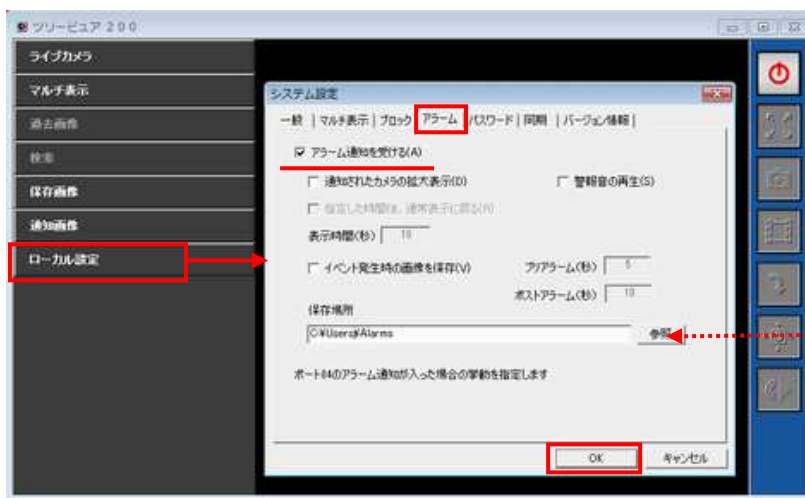 ツリービュア 200
ライブカメラ
マルチ表示
過去画像
検索
保存画像
通知画像
ローカル設定
システム設定
一般 | マルチ表示 | ブロック | アラーム | パスワード | 同期 | バージョン情報 |
アラーム通知を受ける(A)
通知されたカメラの拡大表示(D)
警報音の再生(S)
指定した時間後、通常表示に戻る(R)
表示時間(秒) 10
イベント発生時の画像を保存(V)
プリアラーム(秒) 5
ポストアラーム(秒) 10
保存場所
C:¥Users¥Alarms
参照
ポート04のアラーム通知が入った場合の挙動を指定します
OK
キャンセル